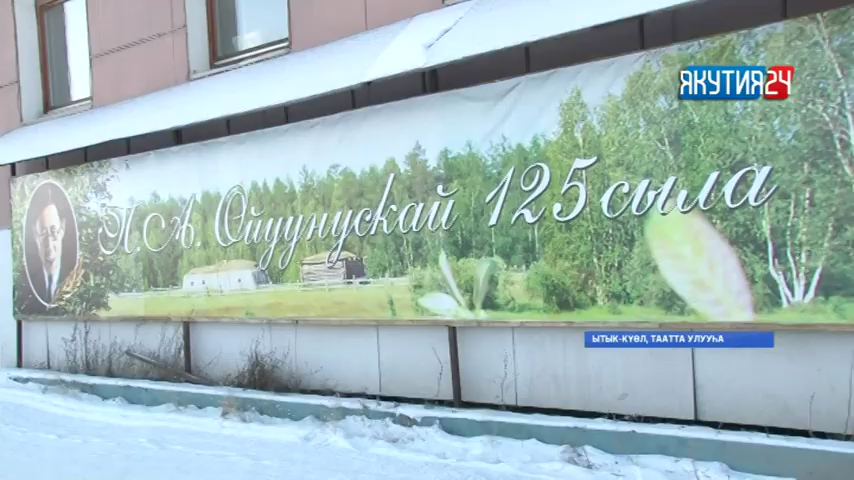 ЯКУТИЯ24
П.А. Ойуунускай 125 сыла
ЫТЫК-КҮӨЛ, ТААТТА УЛУУҺА